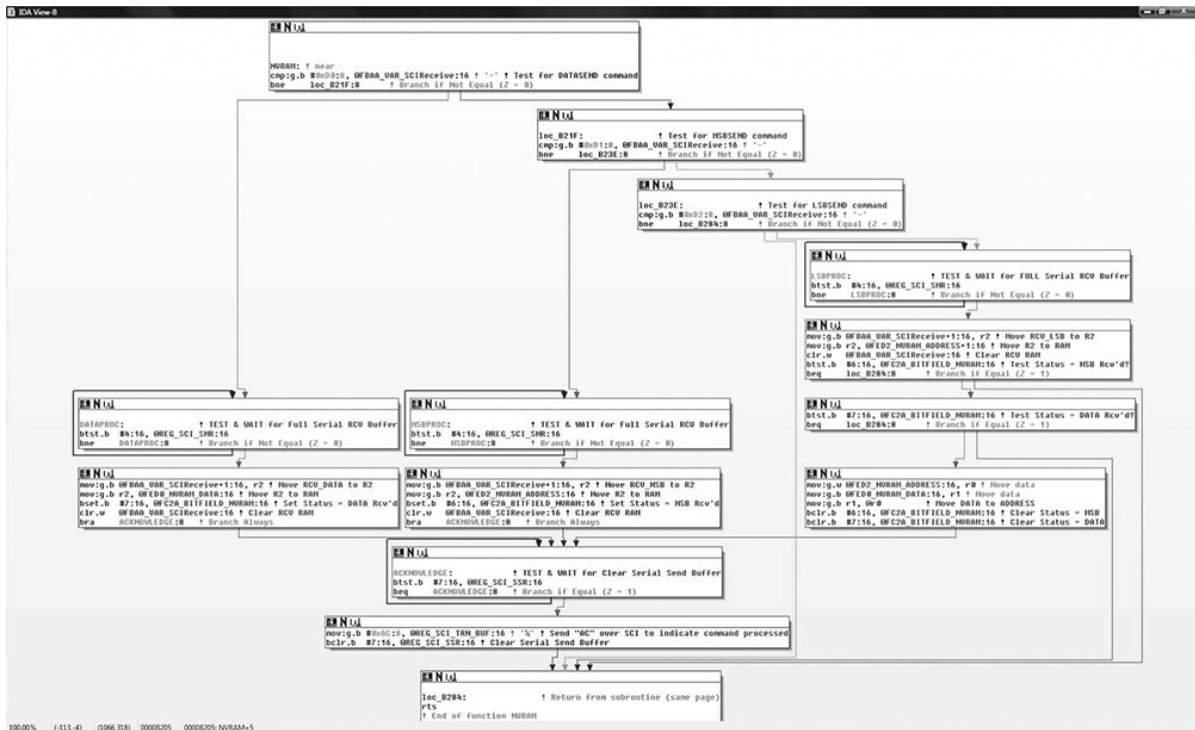 IDA View-B
NVRAM: ! near
cmp:g.b #0xD0:8, @FBAA_VAR_SCIReceive:16 ! '-' ! Test for DATASEND command
bne loc_B21F:8 ! Branch if Not Equal (Z = 0)
loc_B21F: ! Test for MSBSEND command
cmp:g.b #0xD1:8, @FBAA_VAR_SCIReceive:16 ! '-'
bne loc_B23E:8 ! Branch if Not Equal (Z = 0)
loc_B23E: ! Test for LSBSEND command
cmp:g.b #0xD2:8, @FBAA_VAR_SCIReceive:16 ! '-'
bne loc_B284:8 ! Branch if Not Equal (Z = 0)
LSBPROC: ! TEST & WAIT for FULL Serial RCV Buffer
btst.b #4:16, @REG_SCI_SMR:16
bne LSBPROC:8 ! Branch if Not Equal (Z = 0)
mov:g.b @FBAA_VAR_SCIReceive+1:16, r2 ! Move RCV_LSB to R2
mov:g.b r2, @FED2_NVRAM_ADDRESS+1:16 ! Move R2 to RAM
clr.w @FBAA_VAR_SCIReceive:16 ! Clear RCV RAM
btst.b #6:16, @FC2A_BITFIELD_NVRAM:16 ! Test Status = MSB Rcv'd?
beq loc_B284:8 ! Branch if Equal (Z = 1)
btst.b #7:16, @FC2A_BITFIELD_NVRAM:16 ! Test Status = DATA Rcv'd?
beq loc_B284:8 ! Branch if Equal (Z = 1)
DATAPROC: ! TEST & WAIT for Full Serial RCV Buffer
btst.b #4:16, @REG_SCI_SMR:16
bne DATAPROC:8 ! Branch if Not Equal (Z = 0)
MSBPROC: ! TEST & WAIT for Full Serial RCV Buffer
btst.b #4:16, @REG_SCI_SMR:16
bne MSBPROC:8 ! Branch if Not Equal (Z = 0)
mov:g.b @FBAA_VAR_SCIReceive+1:16, r2 ! Move RCV_DATA to R2
mov:g.b r2, @FED0_NVRAM_DATA:16 ! Move R2 to RAM
bset.b #7:16, @FC2A_BITFIELD_NVRAM:16 ! Set Status = DATA Rcv'd
clr.w @FBAA_VAR_SCIReceive:16 ! Clear RCV RAM
bra ACKNOWLEDGE:8 ! Branch Always
mov:g.b @FBAA_VAR_SCIReceive+1:16, r2 ! Move RCV_MSB to R2
mov:g.b r2, @FED2_NVRAM_ADDRESS:16 ! Move R2 to RAM
bset.b #6:16, @FC2A_BITFIELD_NVRAM:16 ! Set Status = MSB Rcv'd
clr.w @FBAA_VAR_SCIReceive:16 ! Clear RCV RAM
bra ACKNOWLEDGE:8 ! Branch Always
mov:g.w @FED2_NVRAM_ADDRESS:16, r0 ! Move data
mov:g.b @FED0_NVRAM_DATA:16, r1 ! Move data
mov:g.b r1, @r0 ! Move DATA to ADDRESS
bclr.b #6:16, @FC2A_BITFIELD_NVRAM:16 ! Clear Status = MSB
bclr.b #7:16, @FC2A_BITFIELD_NVRAM:16 ! Clear Status = DATA
ACKNOWLEDGE: ! TEST & WAIT for Clear Serial Send Buffer
btst.b #7:16, @REG_SCI_SSR:16
beq ACKNOWLEDGE:8 ! Branch if Equal (Z = 1)
mov:g.b #0xAC:8, @REG_SCI_TRN_BUF:16 ! '¼' ! Send "AC" over SCI to indicate command processed
bclr.b #7:16, @REG_SCI_SSR:16 ! Clear Serial Send Buffer
loc_B284: ! Return from subroutine (same page)
rts
! End of function NVRAM
100.00% (-113,-4) (1066,318) 0000B205 0000B205: NVRAM+5